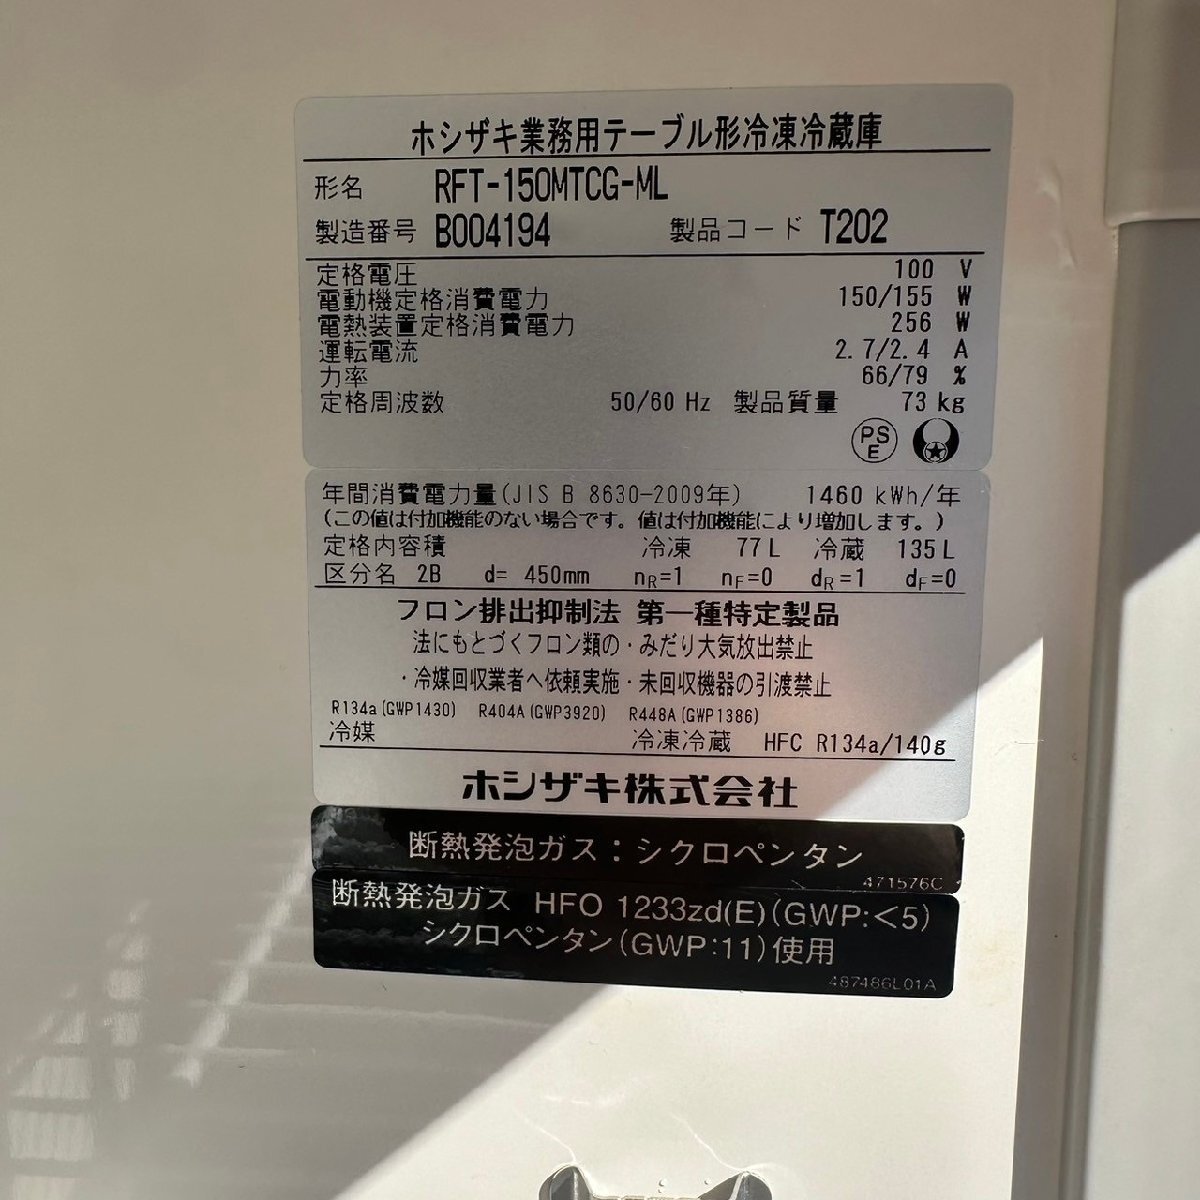 ホシザキ業務用テーブル形冷凍冷蔵庫
形名 RFT-150MTCG-ML
製造番号 B004194 製品コード T202
定格電圧 100 V
電動機定格消費電力 150/155 W
電熱装置定格消費電力 256 W
運転電流 2.7/2.4 A
力率 66/79 %
定格周波数 50/60 Hz 製品質量 73 kg
PS
E
年間消費電力量(JIS B 8630-2009年) 1460 kWh/年
(この値は付加機能のない場合です。値は付加機能により増加します。)
定格内容積 冷凍 77L 冷蔵 135L
区分名 2B d= 450mm nR=1 nF=0 dR=1 dF=0
フロン排出抑制法 第一種特定製品
法にもとづくフロン類の・みだり大気放出禁止
・冷媒回収業者へ依頼実施・未回収機器の引渡禁止
R134a(GWP1430) R404A(GWP3920) R448A(GWP1386)
冷媒 冷凍冷蔵 HFC R134a/140g
ホシザキ株式会社
断熱発泡ガス：シクロペンタン
471576C
断熱発泡ガス HFO 1233zd(E)(GWP:<5)
シクロペンタン(GWP:11)使用
487486L01A